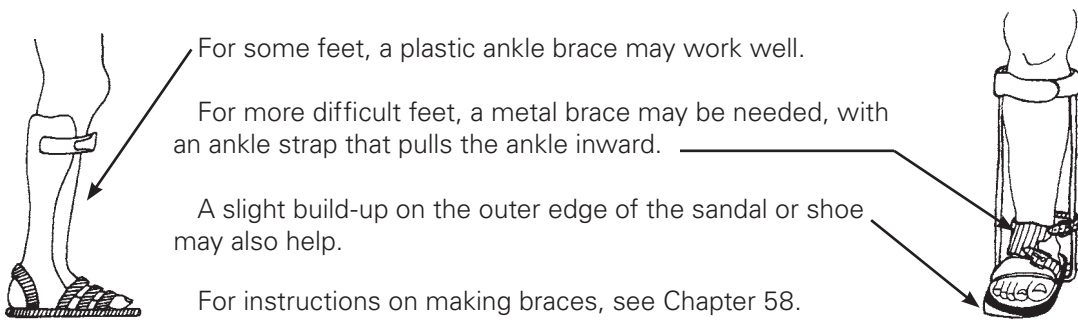 For some feet, a plastic ankle brace may work well.
For more difficult feet, a metal brace may be needed, with
an ankle strap that pulls the ankle inward.
A slight build-up on the outer edge of the sandal or shoe
may also help.
For instructions on making braces, see Chapter 58.